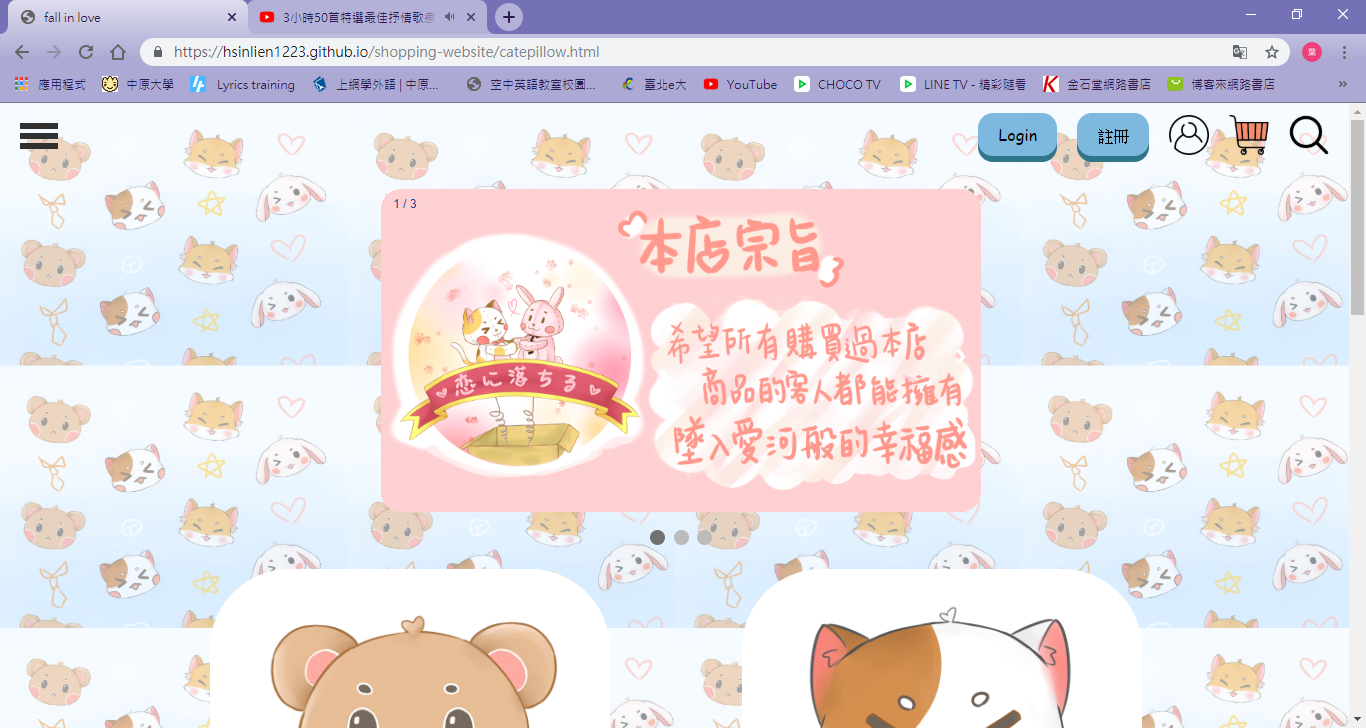 fall in love
3小時50首特選最佳抒情歌
https://hsinlien1223.github.io/shopping-website/catepillow.html
葉
應用程式
中原大學
Lyrics training
上網學外語 | 中原...
空中英語教室校園...
臺北e大
YouTube
CHOCO TV
LINE TV - 精彩隨看
金石堂網路書店
博客來網路書店
»
Login
註冊
1 / 3
本店宗旨
恋に落ちる
希望所有購買過本店
商品的客人都能擁有
墜入愛河般的幸福感